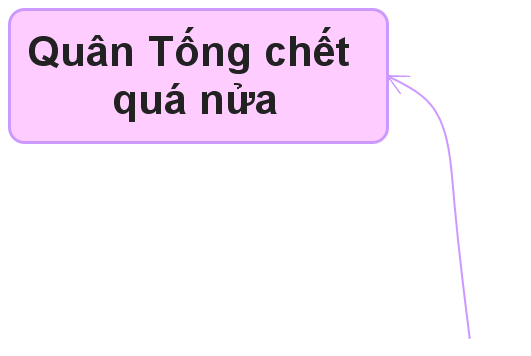 Quân Tống chết
quá nửa